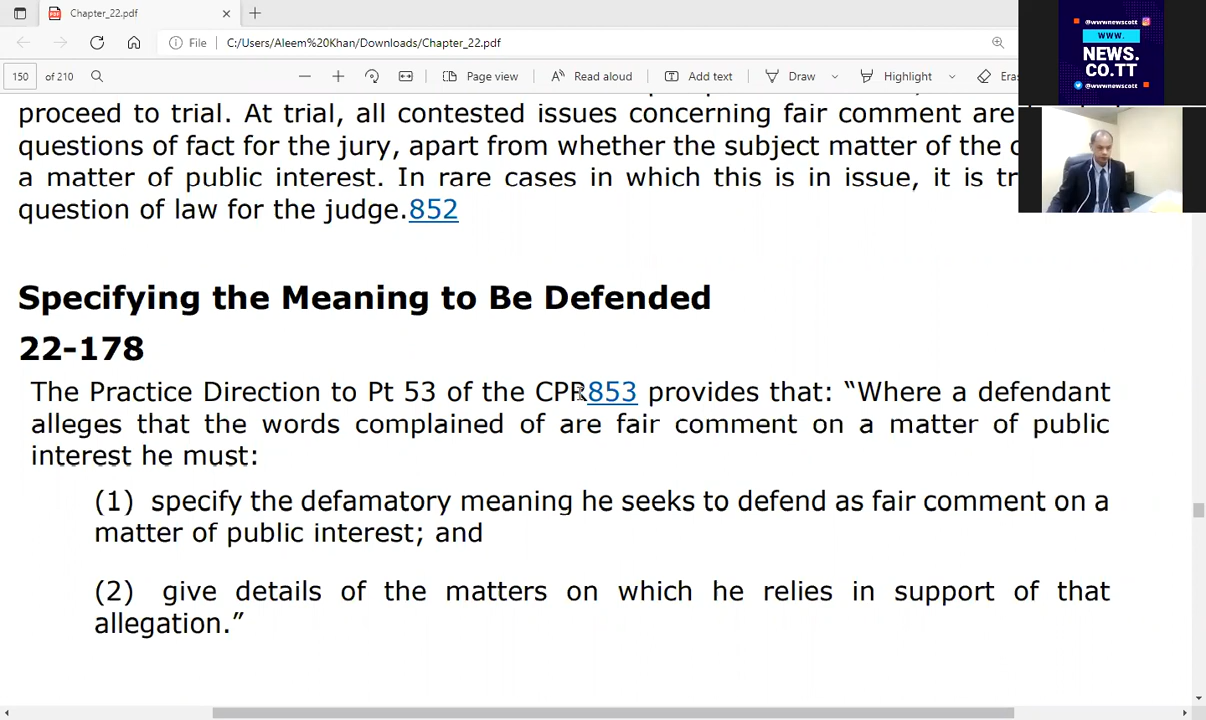 Chapter_22.pdf
File C:/Users/Aleem%20Khan/Downloads/Chapter_22.pdf
150 of 210 Page view Read aloud Add text Draw Highlight
@wwwnewscott
WWW.
NEWS.
CO.TT
@wwwnewscott
proceed to trial. At trial, all contested issues concerning fair comment are
questions of fact for the jury, apart from whether the subject matter of the
a matter of public interest. In rare cases in which this is in issue, it is
question of law for the judge.852
Specifying the Meaning to Be Defended
22-178
The Practice Direction to Pt 53 of the CPR853 provides that: “Where a defendant
alleges that the words complained of are fair comment on a matter of public
interest he must:
(1) specify the defamatory meaning he seeks to defend as fair comment on a
matter of public interest; and
(2) give details of the matters on which he relies in support of that
allegation.”